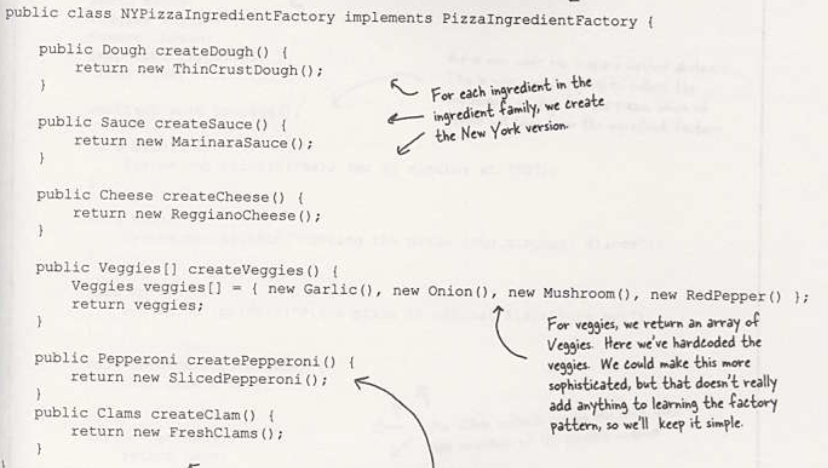 public class NYPizzaIngredientFactory implements PizzaIngredientFactory {
public Dough createDough() {
return new ThinCrustDough();
}
public Sauce createSauce() {
return new MarinaraSauce();
}
public Cheese createCheese() {
return new ReggianoCheese();
}
public Veggies[] createVeggies() {
Veggies veggies[] = { new Garlic(), new Onion(), new Mushroom(), new RedPepper() };
return veggies;
}
public Pepperoni createPepperoni() {
return new SlicedPepperoni();
}
public Clams createClam() {
return new FreshClams();
}
}
For each ingredient in the
ingredient family, we create
the New York version.
For veggies, we return an array of
Veggies. Here we've hardcoded the
veggies. We could make this more
sophisticated, but that doesn't really
add anything to learning the factory
pattern, so we'll keep it simple.